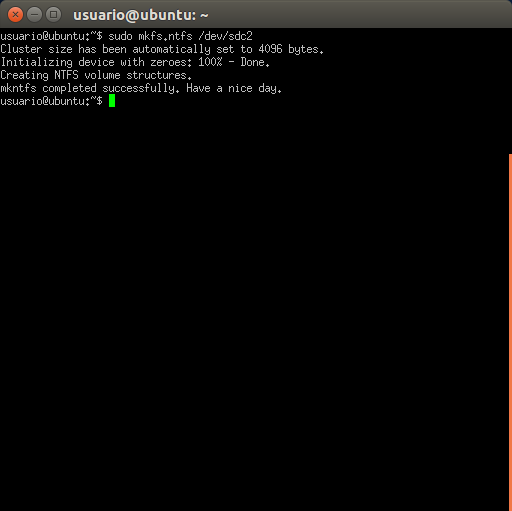 usuario@ubuntu: ~
usuario@ubuntu:~$ sudo mkfs.ntfs /dev/sdc2
Cluster size has been automatically set to 4096 bytes.
Initializing device with zeroes: 100% - Done.
Creating NTFS volume structures.
mkntfs completed successfully. Have a nice day.
usuario@ubuntu:~$